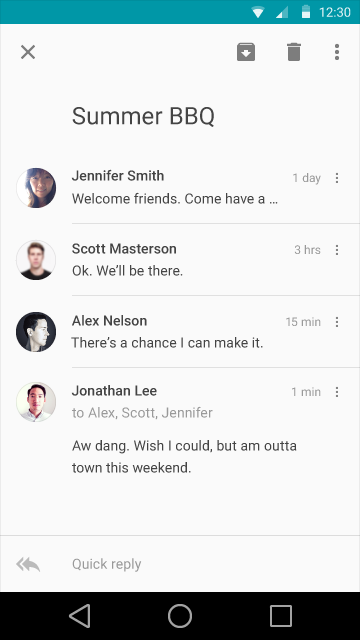 12:30
Summer BBQ
Jennifer Smith
1 day
Welcome friends. Come have a ...
Scott Masterson
3 hrs
Ok. We’ll be there.
Alex Nelson
15 min
There’s a chance I can make it.
Jonathan Lee
1 min
to Alex, Scott, Jennifer
Aw dang. Wish I could, but am outta
town this weekend.
Quick reply